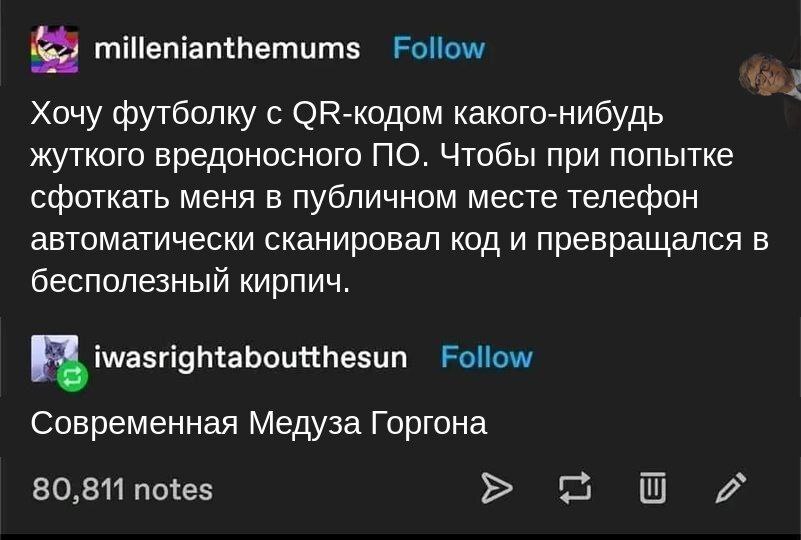 millenianthemums Follow
Хочу футболку с QR-кодом какого-нибудь
жуткого вредоносного ПО. Чтобы при попытке
сфоткать меня в публичном месте телефон
автоматически сканировал код и превращался в
бесполезный кирпич.
iwasrightaboutthesun Follow
Современная Медуза Горгона
80,811 notes